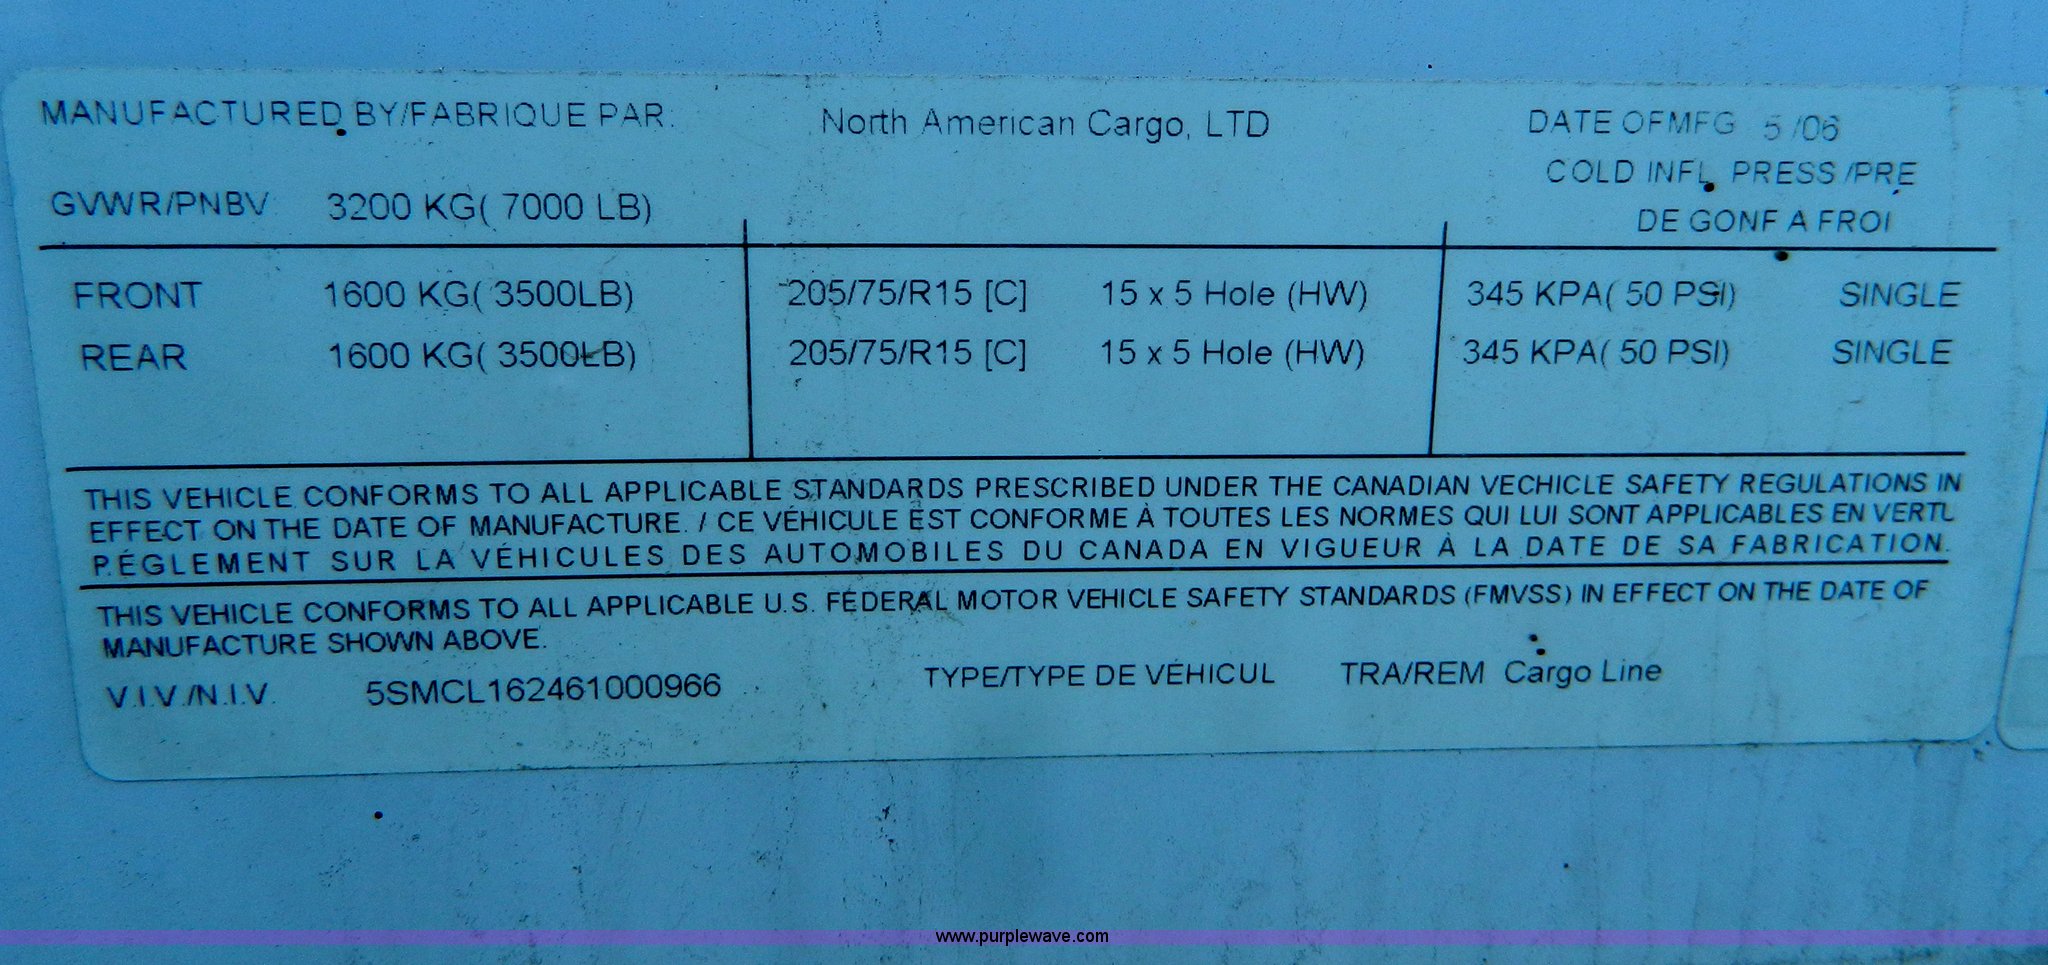 MANUFACTURED BY/FABRIQUE PAR: North American Cargo, LTD DATE OFMFG 5 /06
COLD INFL PRESS /PRE
GVWR/PNBV 3200 KG( 7000 LB)
DE GONF A FROI
FRONT 1600 KG( 3500LB) 205/75/R15 [C] 15 x 5 Hole (HW) 345 KPA( 50 PSI) SINGLE
REAR 1600 KG( 3500LB) 205/75/R15 [C] 15 x 5 Hole (HW) 345 KPA( 50 PSI) SINGLE
THIS VEHICLE CONFORMS TO ALL APPLICABLE STANDARDS PRESCRIBED UNDER THE CANADIAN VECHICLE SAFETY REGULATIONS IN
EFFECT ON THE DATE OF MANUFACTURE. / CE VÉHICULE EST CONFORME À TOUTES LES NORMES QUI LUI SONT APPLICABLES EN VERTU
PÉGLEMENT SUR LA VÉHICULES DES AUTOMOBILES DU CANADA EN VIGUEUR À LA DATE DE SA FABRICATION.
THIS VEHICLE CONFORMS TO ALL APPLICABLE U.S. FEDERAL MOTOR VEHICLE SAFETY STANDARDS (FMVSS) IN EFFECT ON THE DATE OF
MANUFACTURE SHOWN ABOVE.
V.I.V./N.I.V. 5SMCL162461000966 TYPE/TYPE DE VÉHICUL TRA/REM Cargo Line
www.purplewave.com